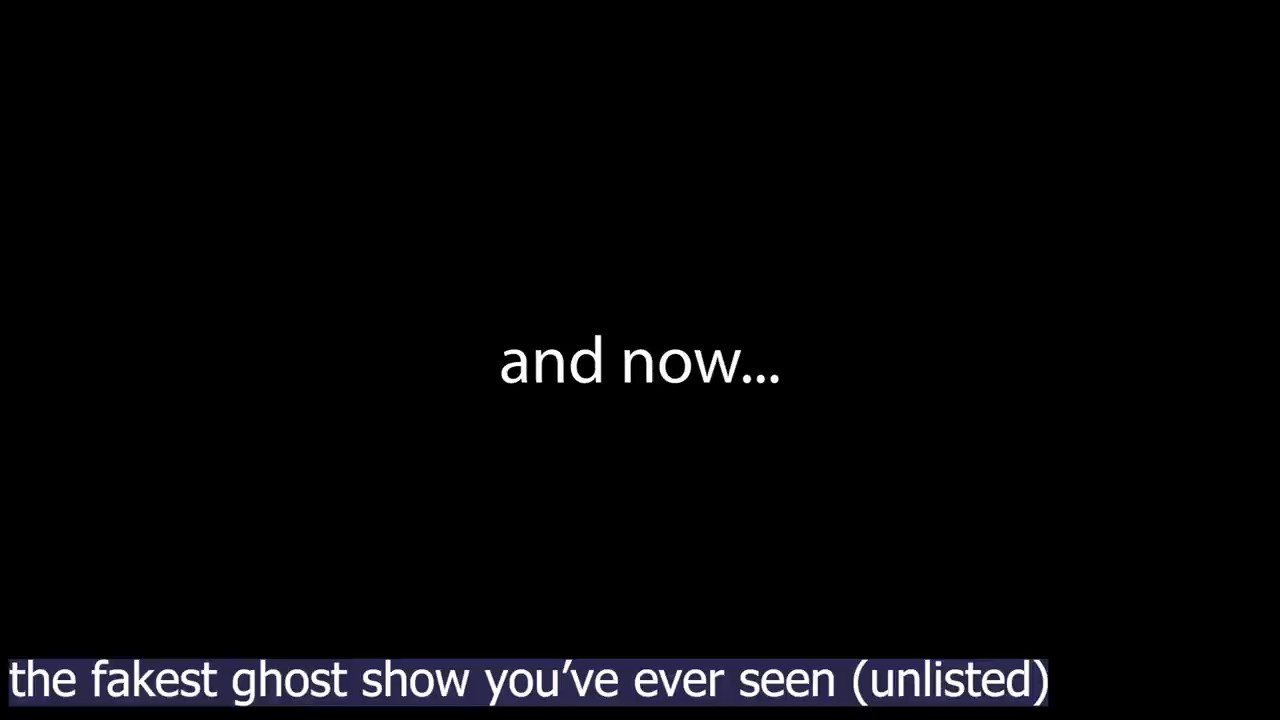 and now...
the fakest ghost show you’ve ever seen (unlisted)